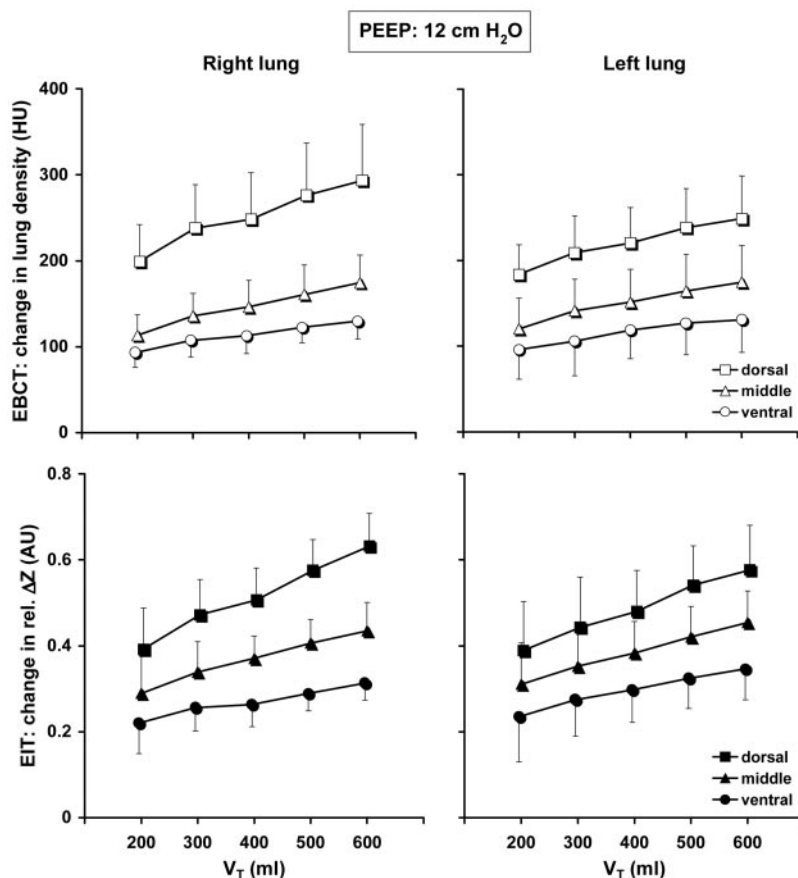 PEEP: 12 cm H₂O
Right lung
Left lung
EBCT: change in lung density (HU)
400
300
200
100
0
dorsal
middle
ventral
EIT: change in rel. ΔZ (AU)
0.8
0.6
0.4
0.2
0
dorsal
middle
ventral
200 300 400 500 600
200 300 400 500 600
V_T (ml)
V_T (ml)